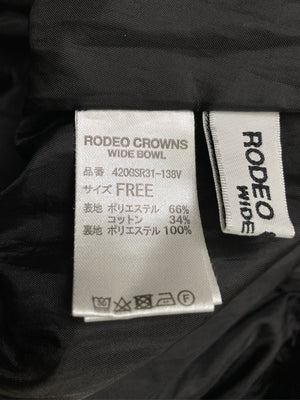 RODEO CROWNS
WIDE BOWL
品番 420GSR31-138V
サイズ FREE
表地 ポリエステル 66%
コットン 34%
裏地 ポリエステル 100%
RODEO
WIDE